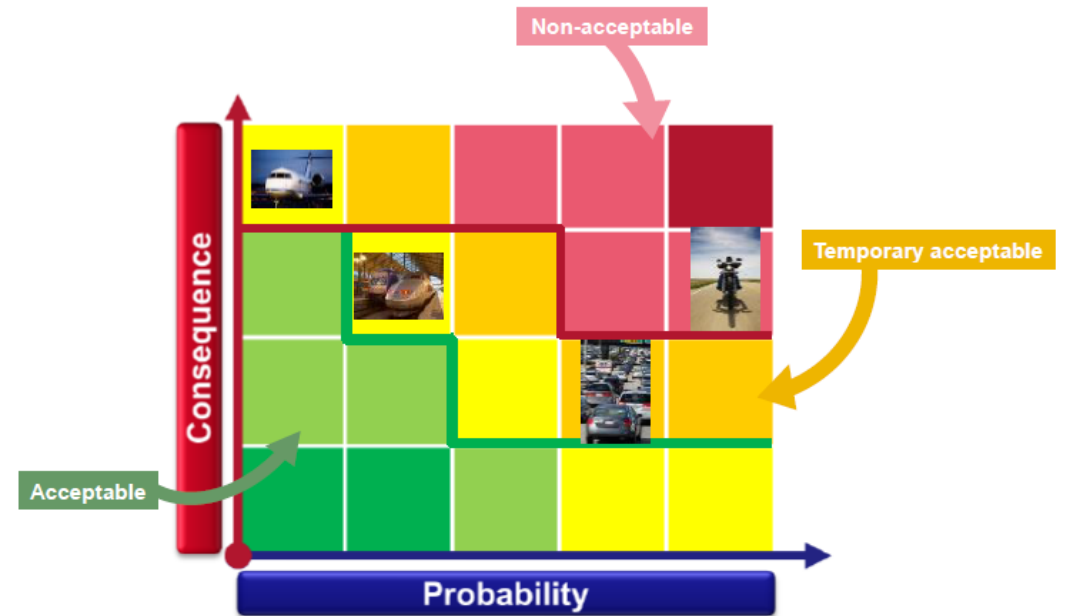 Non-acceptable
Consequence
Temporary acceptable
Acceptable
Probability